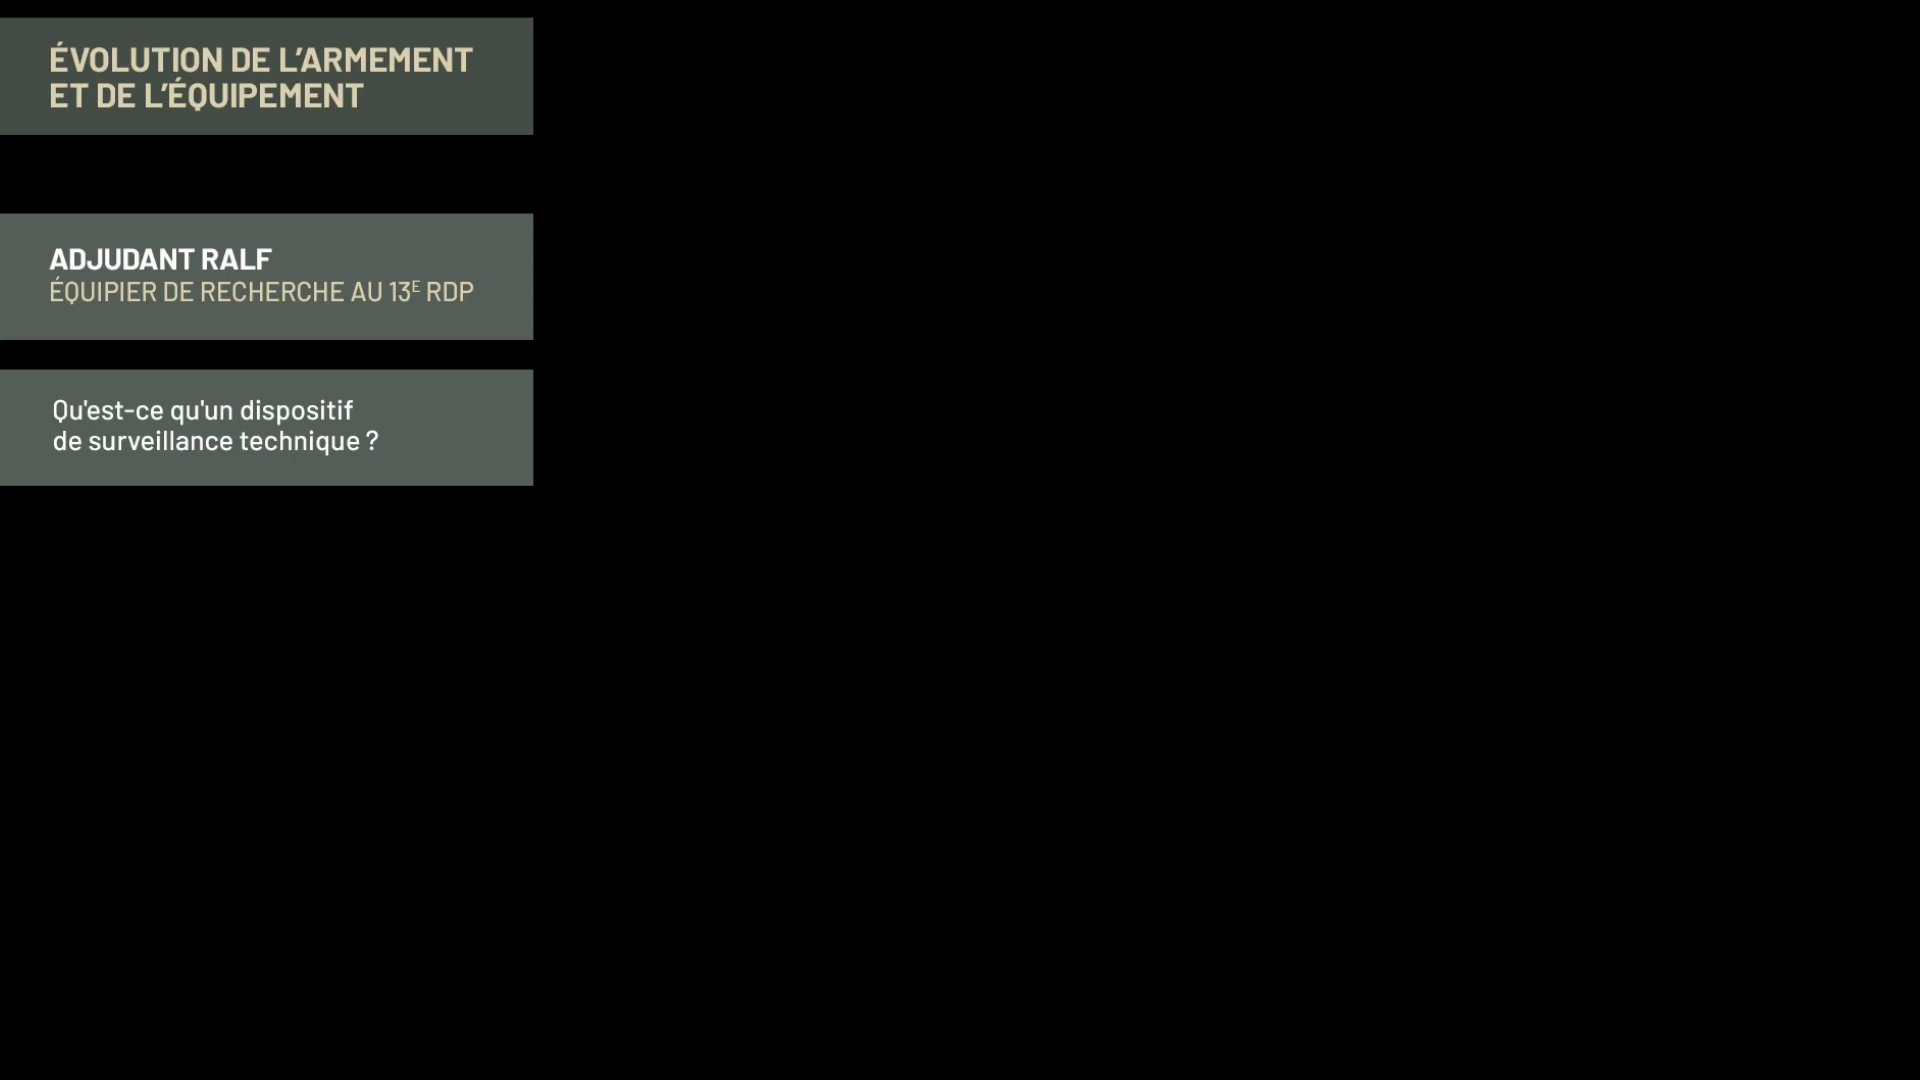 ÉVOLUTION DE L’ARMEMENT
ET DE L’ÉQUIPEMENT
ADJUDANT RALF
ÉQUIPIER DE RECHERCHE AU 13ᴱ RDP
Qu'est-ce qu'un dispositif
de surveillance technique ?